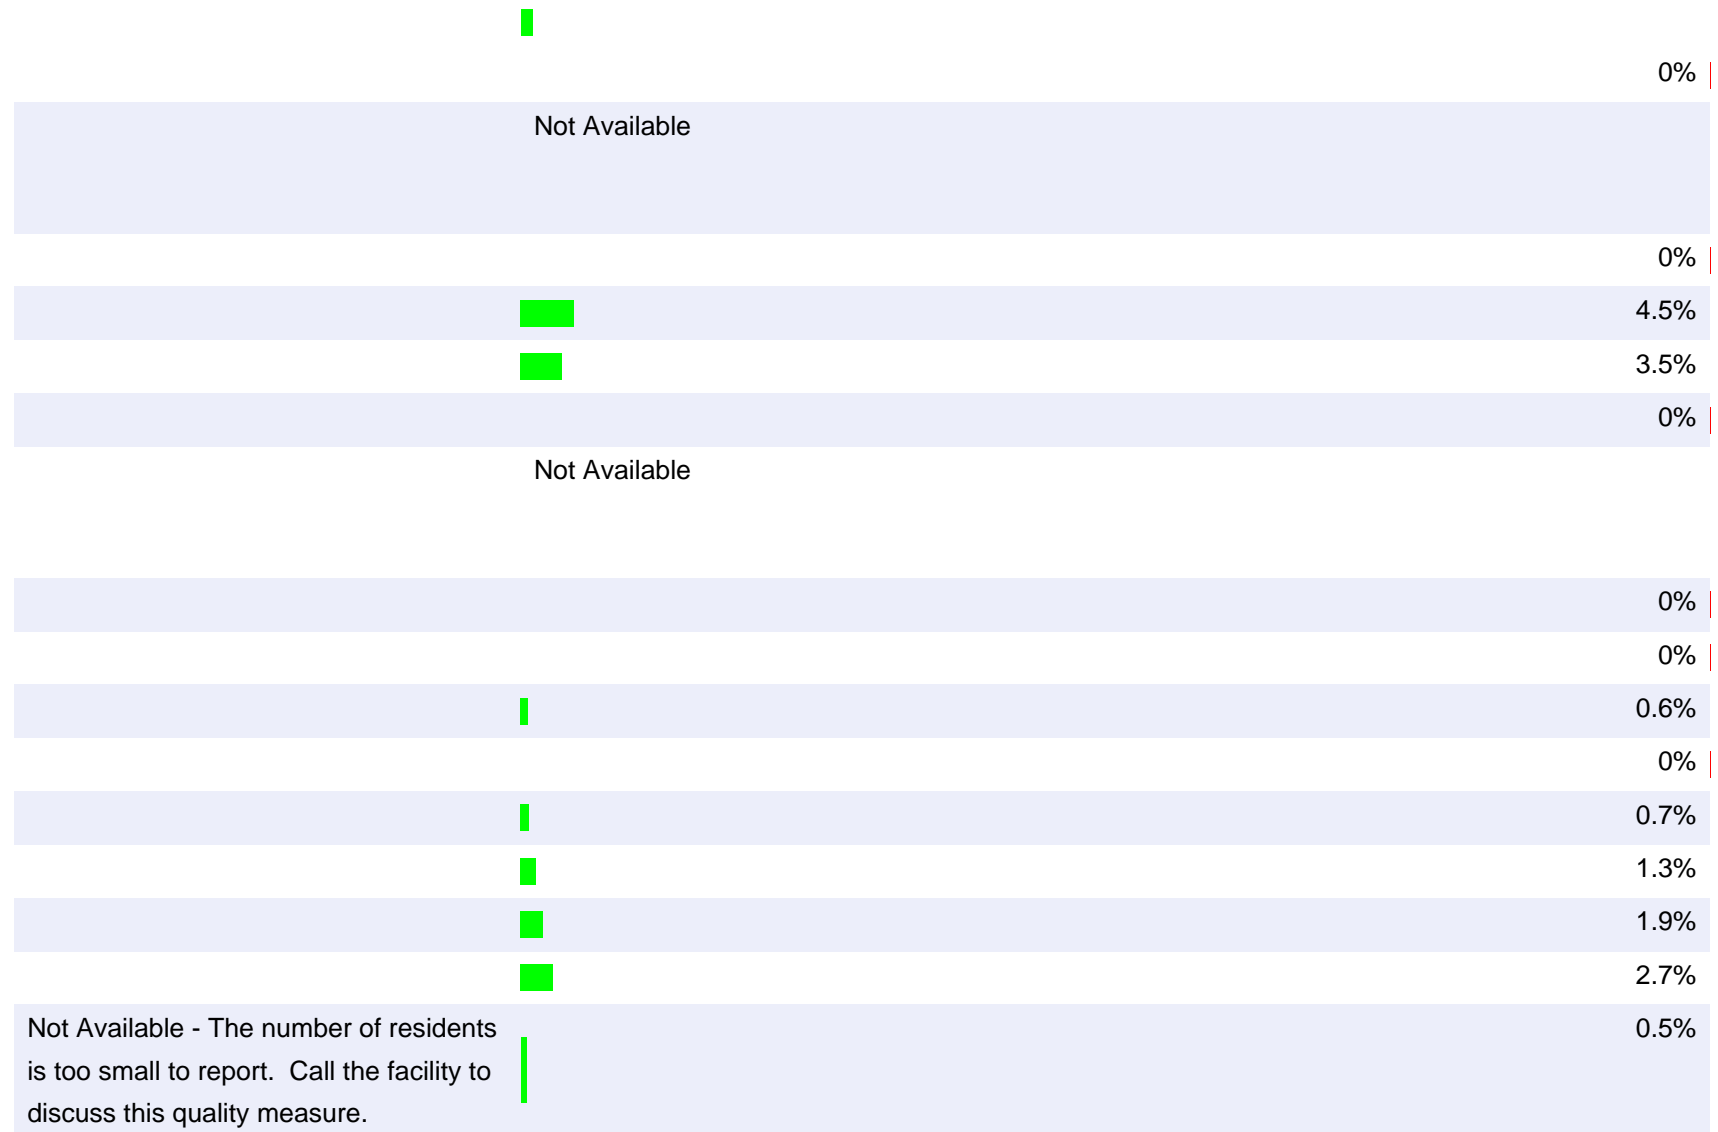 0%
Not Available
0%
4.5%
3.5%
0%
Not Available
0%
0%
0.6%
0%
0.7%
1.3%
1.9%
2.7%
Not Available - The number of residents
0.5%
is too small to report.  Call the facility to
discuss this quality measure.